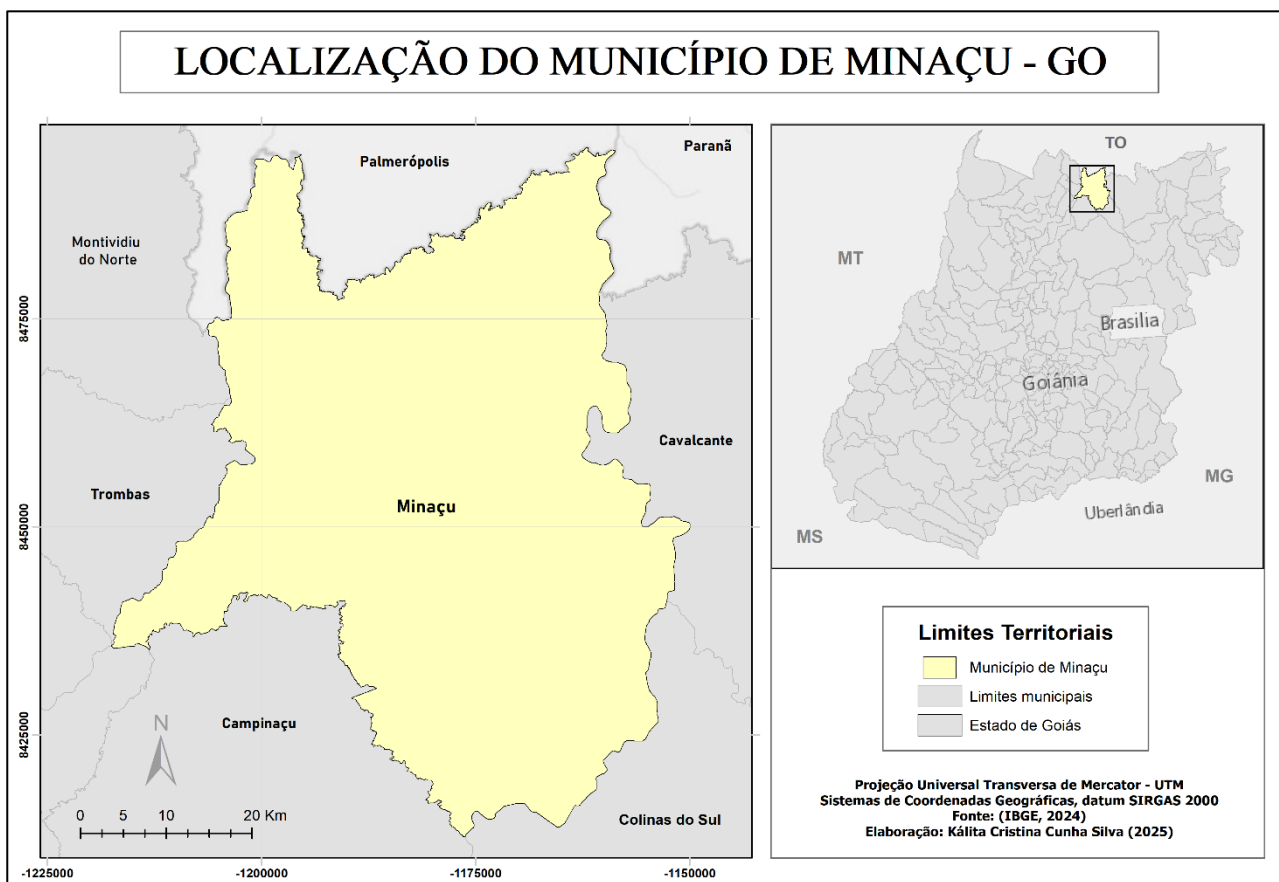 LOCALIZAÇÃO DO MUNICÍPIO DE MINAÇU - GO
Palmerópolis
Paranã
Montividiu
do Norte
Cavalcante
Trombas
Minaçu
Campinaçu
Colinas do Sul
N
0 5 10 20 Km
8475000
8450000
8425000
-1225000
-1200000
-1175000
-1150000
TO
MT
Brasilia
Goiânia
MG
Uberlândia
MS
Limites Territoriais
Município de Minaçu
Limites municipais
Estado de Goiás
Projeção Universal Transversa de Mercator - UTM
Sistemas de Coordenadas Geográficas, datum SIRGAS 2000
Fonte: (IBGE, 2024)
Elaboração: Kálita Cristina Cunha Silva (2025)